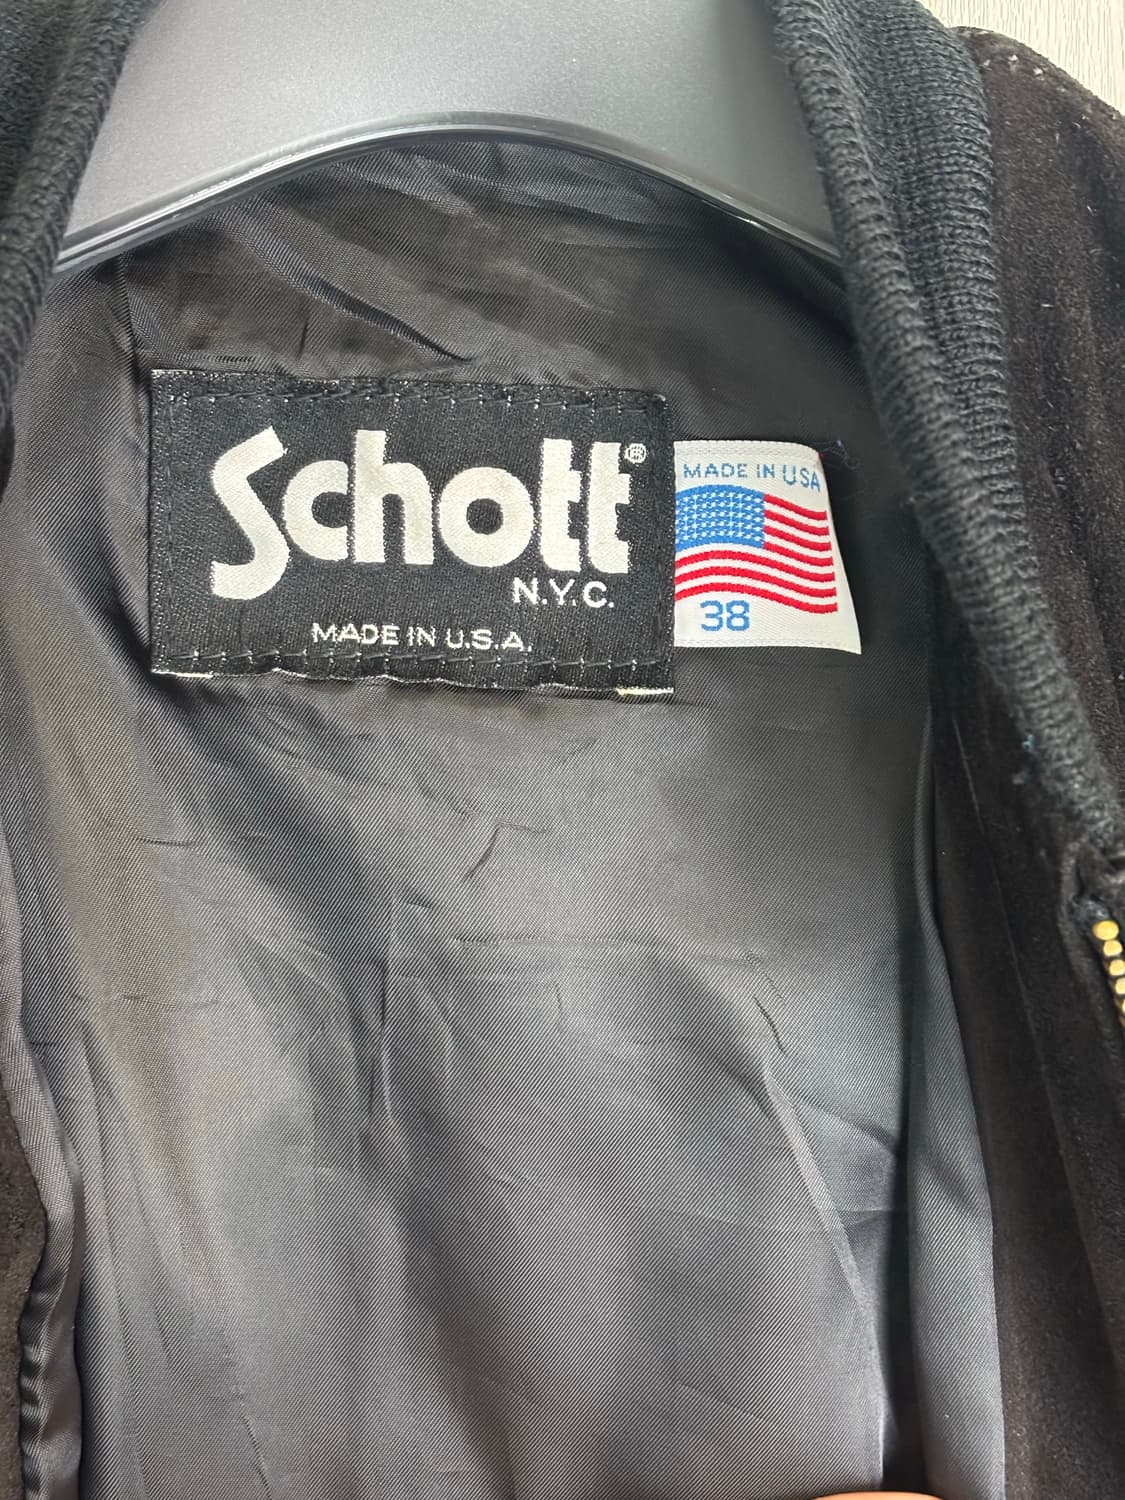 Schott®
N.Y.C.
MADE IN U.S.A.
MADE IN USA
38